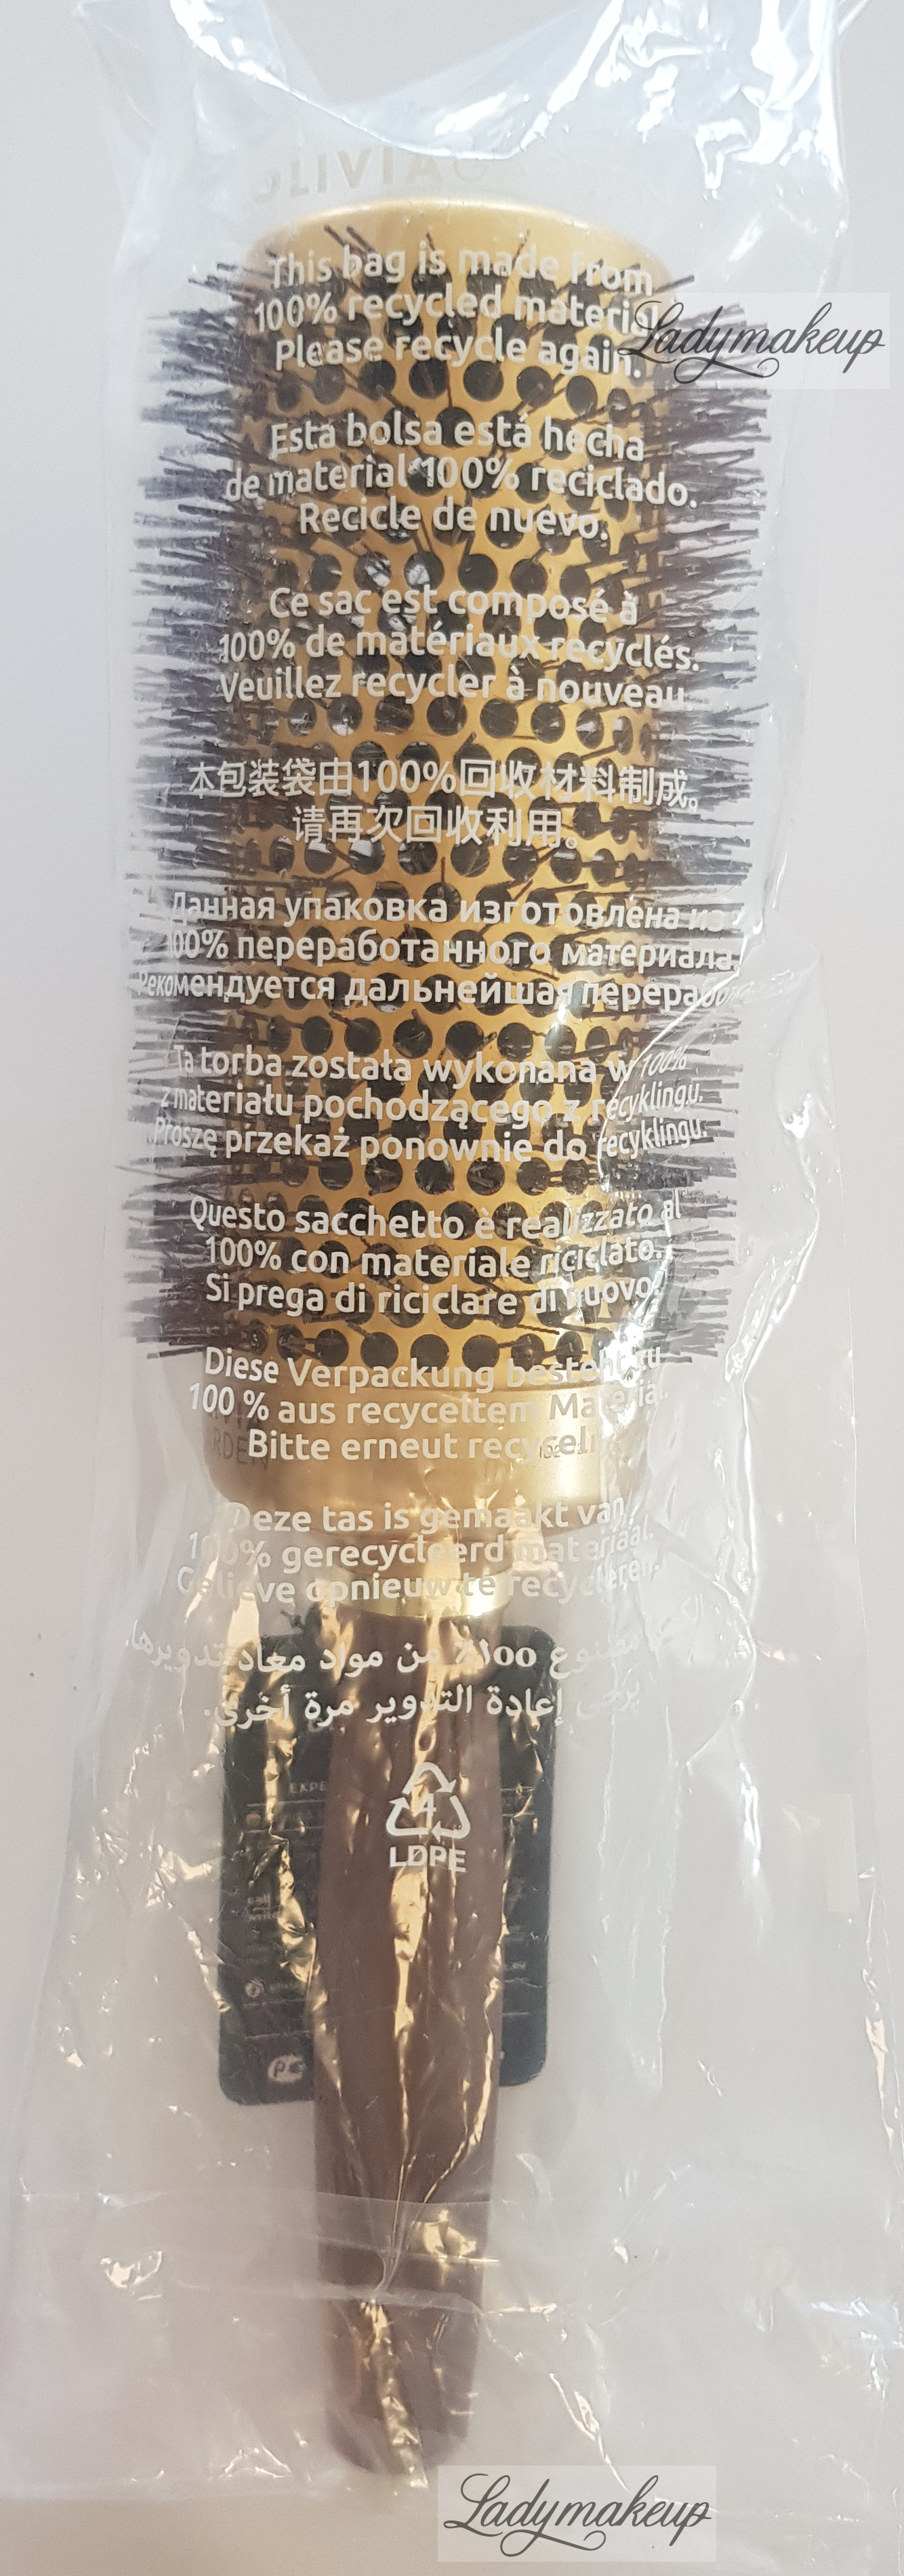 OLIVIA
This bag is made from
100% recycled material
Please recycle again.
Ladymakeup
Esta bolsa está hecha
de material 100% reciclado.
Recicle de nuevo.
Ce sac est composé à
100% de matériaux recyclés.
Veuillez recycler à nouveau
本包装袋由100%回收材料制成。
请再次回收利用。
Данная упаковка изготовлена из
100% переработанного материала.
Рекомендуется дальнейшая
Ta torba została wykonana w 100%
z materiału pochodzącego z recyklingu.
Proszę przekaż ponownie do recyklingu.
Questo sacchetto è realizzato al
100% con materiale riciclato.
Si prega di riciclare di nuovo.
Diese Verpackung besteht zu
100 % aus recyceltem Material.
Bitte erneut recyceln
Deze tas is gemaakt van
100% gerecycleerd materiaal.
Gelieve opnieuw te recycleren.
مصنوع ١٠٠٪ من مواد معاد تدويرها.
يرجى إعادة التدوير مرة أخرى.
4
LDPE
Ladymakeup